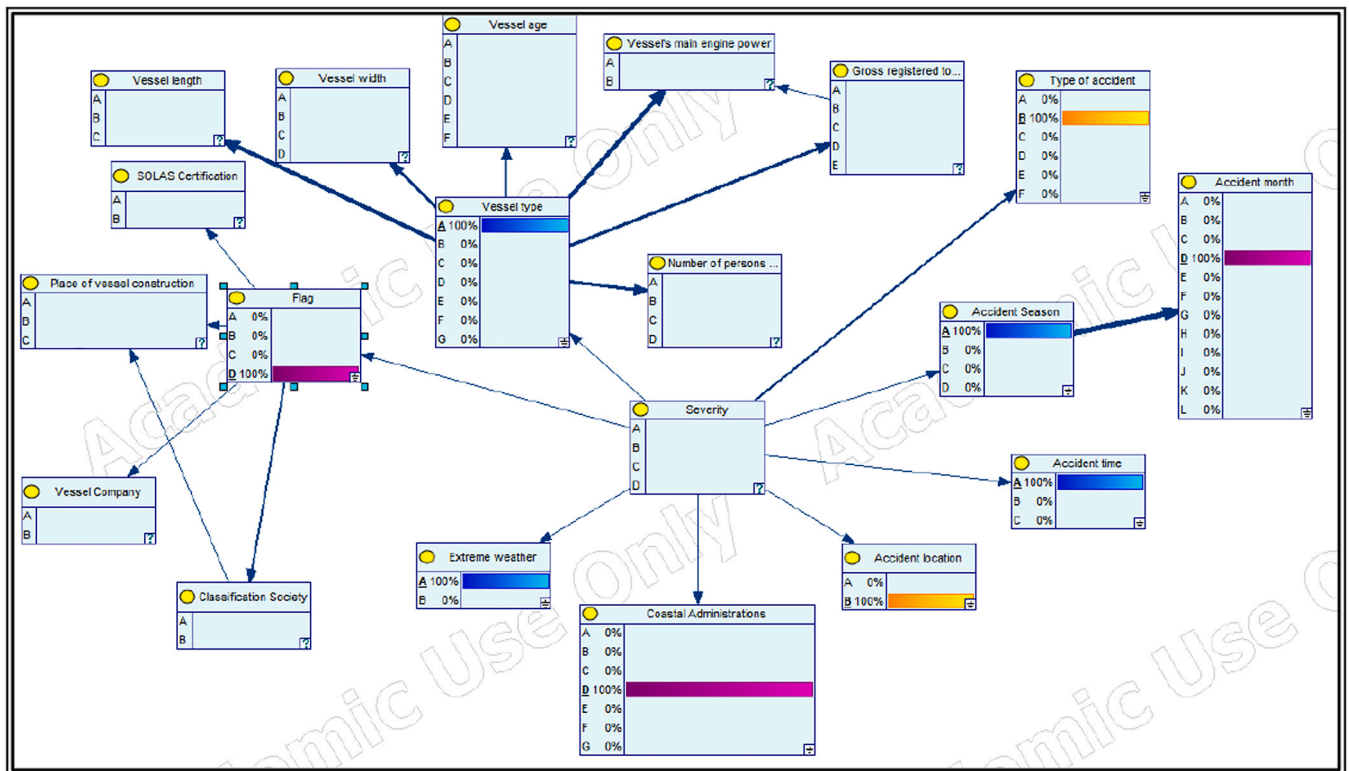 Vessel age
A
B
C
D
E
F
Vessel's main engine power
A
B
?
Vessel length
A
B
C
?
Vessel width
A
B
C
D
?
Gross registered to...
A
B
C
D
E
?
Type of accident
A 0%
B 100%
C 0%
D 0%
E 0%
F 0%
SOLAS Certification
A
B
?
Accident month
A 0%
B 0%
C 0%
D 100%
E 0%
F 0%
G 0%
H 0%
I 0%
J 0%
K 0%
L 0%
Vessel type
A 100%
B 0%
C 0%
D 0%
E 0%
F 0%
G 0%
Number of persons ...
A
B
C
D
?
Place of vessel construction
A
B
C
?
Flag
A 0%
B 0%
C 0%
D 100%
Accident Season
A 100%
B 0%
C 0%
D 0%
Severity
A
B
C
D
?
Accident time
A 100%
B 0%
C 0%
Vessel Company
A
B
?
Extreme weather
A 100%
B 0%
Accident location
A 0%
B 100%
Classification Society
A
B
?
Coastal Administrations
A 0%
B 0%
C 0%
D 100%
E 0%
F 0%
G 0%
Academic Use Only